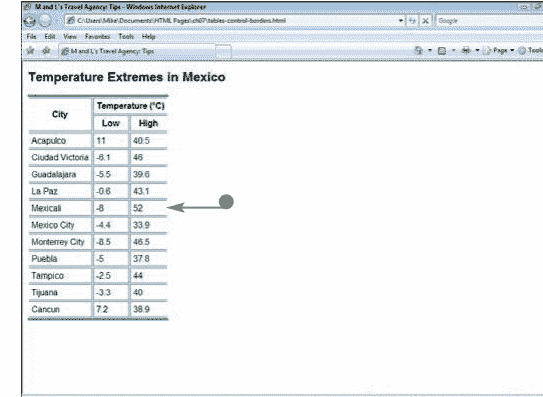 M and L's Travel Agency: Tips - Windows Internet Explorer
C:\Users\Mike\Documents\HTML Pages\ch07\tables-control-borders.html
Google
File Edit View Favorites Tools Help
M and L's Travel Agency: Tips
Page Tools
Temperature Extremes in Mexico
City Temperature (°C)
Low High
Acapulco 11 40.5
Ciudad Victoria -6.1 46
Guadalajara -5.5 39.6
La Paz -0.6 43.1
Mexicali -8 52
Mexico City -4.4 33.9
Monterrey City -8.5 46.5
Puebla -5 37.8
Tampico -2.5 44
Tijuana -3.3 40
Cancun 7.2 38.9